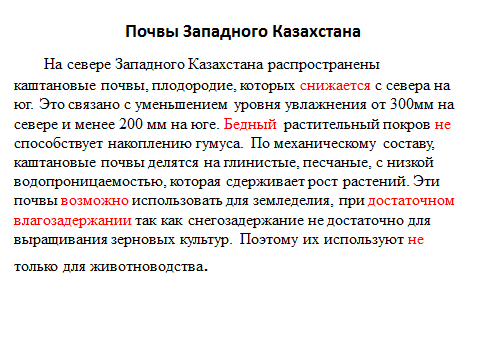 Почвы Западного Казахстана
На севере Западного Казахстана распространены
каштановые почвы, плодородие, которых снижается с севера на
юг. Это связано с уменьшением уровня увлажнения от 300мм на
севере и менее 200 мм на юге. Бедный растительный покров не
способствует накоплению гумуса. По механическому составу,
каштановые почвы делятся на глинистые, песчаные, с низкой
водопроницаемостью, которая сдерживает рост растений. Эти
почвы возможно использовать для земледелия, при достаточном
влагозадержании так как снегозадержание не достаточно для
выращивания зерновых культур. Поэтому их используют не
только для животноводства.